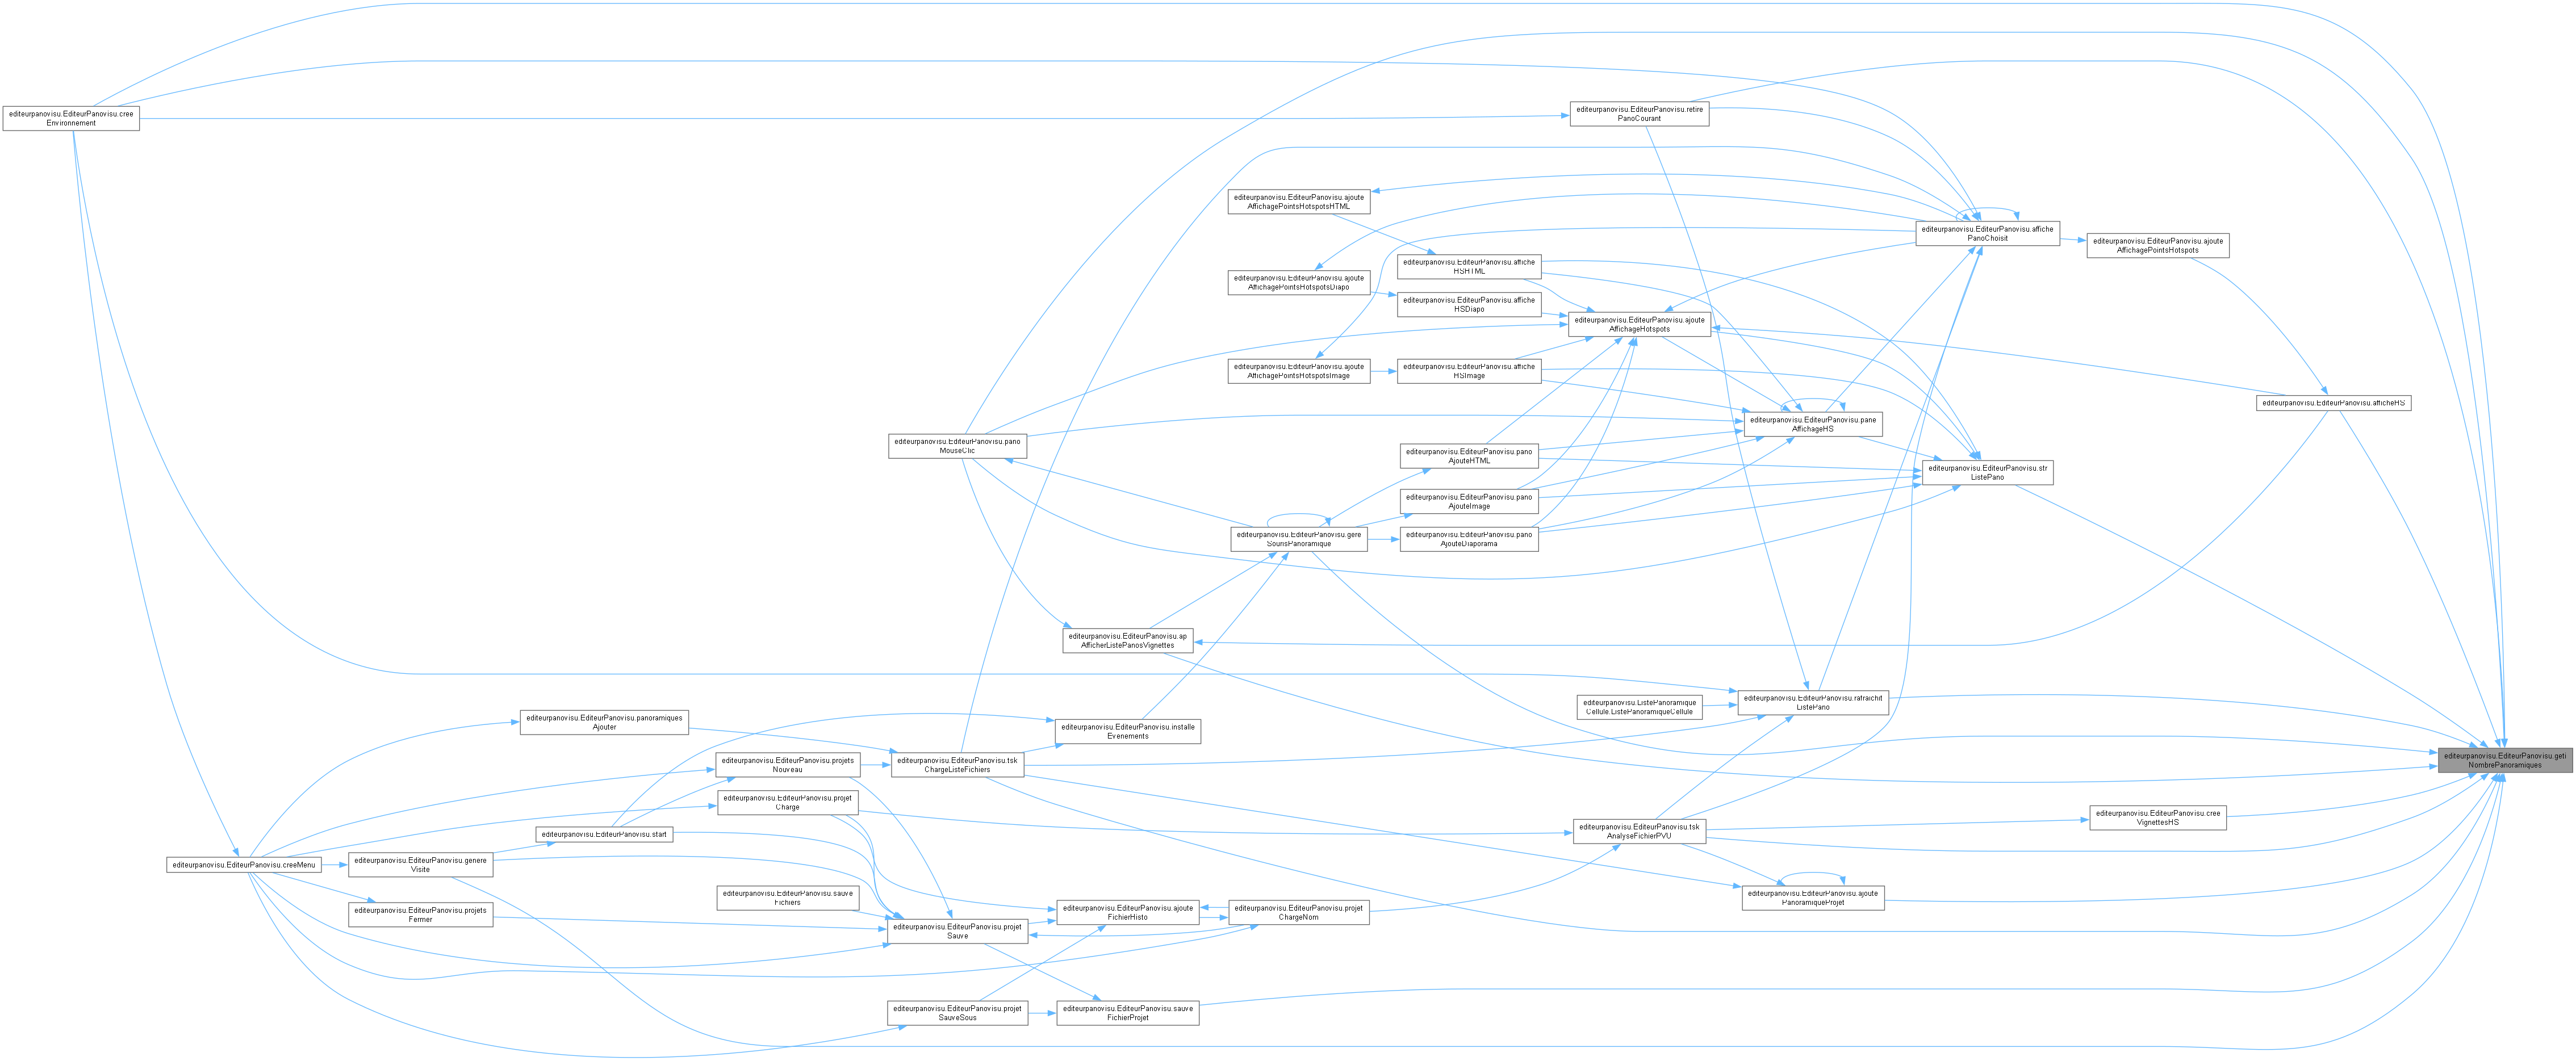 editeurpanovisu.EditeurPanovisu.cree
Environnement
editeurpanovisu.EditeurPanovisu.retire
PanoCourant
editeurpanovisu.EditeurPanovisu.ajoute
AffichagePointsHotspotsHTML
editeurpanovisu.EditeurPanovisu.affiche
PanoChoisit
editeurpanovisu.EditeurPanovisu.ajoute
AffichagePointsHotspots
editeurpanovisu.EditeurPanovisu.affiche
HSHTML
editeurpanovisu.EditeurPanovisu.ajoute
AffichagePointsHotspotsDiapo
editeurpanovisu.EditeurPanovisu.affiche
HSDiapo
editeurpanovisu.EditeurPanovisu.ajoute
AffichageHotspots
editeurpanovisu.EditeurPanovisu.ajoute
AffichagePointsHotspotsImage
editeurpanovisu.EditeurPanovisu.affiche
HSImage
editeurpanovisu.EditeurPanovisu.afficheHS
editeurpanovisu.EditeurPanovisu.pane
AffichageHS
editeurpanovisu.EditeurPanovisu.pano
MouseClic
editeurpanovisu.EditeurPanovisu.pano
AjouteHTML
editeurpanovisu.EditeurPanovisu.str
ListePano
editeurpanovisu.EditeurPanovisu.pano
AjouteImage
editeurpanovisu.EditeurPanovisu.gere
SourisPanoramique
editeurpanovisu.EditeurPanovisu.pano
AjouteDiaporama
editeurpanovisu.EditeurPanovisu.ap
AfficherListePanosVignettes
editeurpanovisu.ListePanoramique
Cellule.ListePanoramiqueCellule
editeurpanovisu.EditeurPanovisu.rafraichit
ListePano
editeurpanovisu.EditeurPanovisu.panoramiques
Ajouter
editeurpanovisu.EditeurPanovisu.installe
Evenements
editeurpanovisu.EditeurPanovisu.projets
Nouveau
editeurpanovisu.EditeurPanovisu.tsk
ChargeListeFichiers
editeurpanovisu.EditeurPanovisu.geti
NombrePanoramiques
editeurpanovisu.EditeurPanovisu.projet
Charge
editeurpanovisu.EditeurPanovisu.cree
VignettesHS
editeurpanovisu.EditeurPanovisu.start
editeurpanovisu.EditeurPanovisu.tsk
AnalyseFichierPVU
editeurpanovisu.EditeurPanovisu.creeMenu
editeurpanovisu.EditeurPanovisu.genere
Visite
editeurpanovisu.EditeurPanovisu.sauve
Fichiers
editeurpanovisu.EditeurPanovisu.ajoute
PanoramiqueProjet
editeurpanovisu.EditeurPanovisu.projets
Fermer
editeurpanovisu.EditeurPanovisu.ajoute
FichierHisto
editeurpanovisu.EditeurPanovisu.projet
ChargeNom
editeurpanovisu.EditeurPanovisu.projet
Sauve
editeurpanovisu.EditeurPanovisu.projet
SauveSous
editeurpanovisu.EditeurPanovisu.sauve
FichierProjet